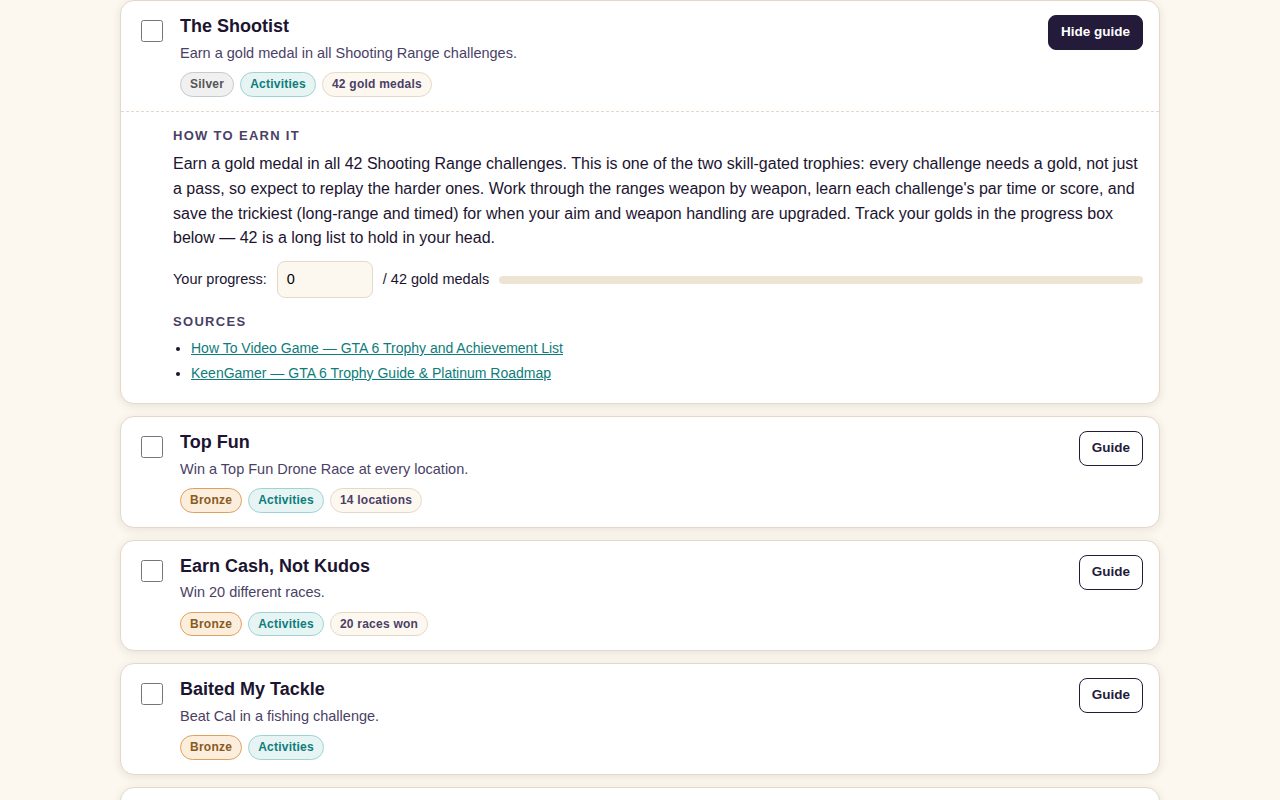 The Shootist
Hide guide
Earn a gold medal in all Shooting Range challenges.
Silver Activities 42 gold medals
HOW TO EARN IT
Earn a gold medal in all 42 Shooting Range challenges. This is one of the two skill-gated trophies: every challenge needs a gold, not just
a pass, so expect to replay the harder ones. Work through the ranges weapon by weapon, learn each challenge's par time or score, and
save the trickiest (long-range and timed) for when your aim and weapon handling are upgraded. Track your golds in the progress box
below — 42 is a long list to hold in your head.
Your progress: 0 / 42 gold medals
SOURCES
• How To Video Game — GTA 6 Trophy and Achievement List
• KeenGamer — GTA 6 Trophy Guide & Platinum Roadmap
Top Fun
Guide
Win a Top Fun Drone Race at every location.
Bronze Activities 14 locations
Earn Cash, Not Kudos
Guide
Win 20 different races.
Bronze Activities 20 races won
Baited My Tackle
Guide
Beat Cal in a fishing challenge.
Bronze Activities